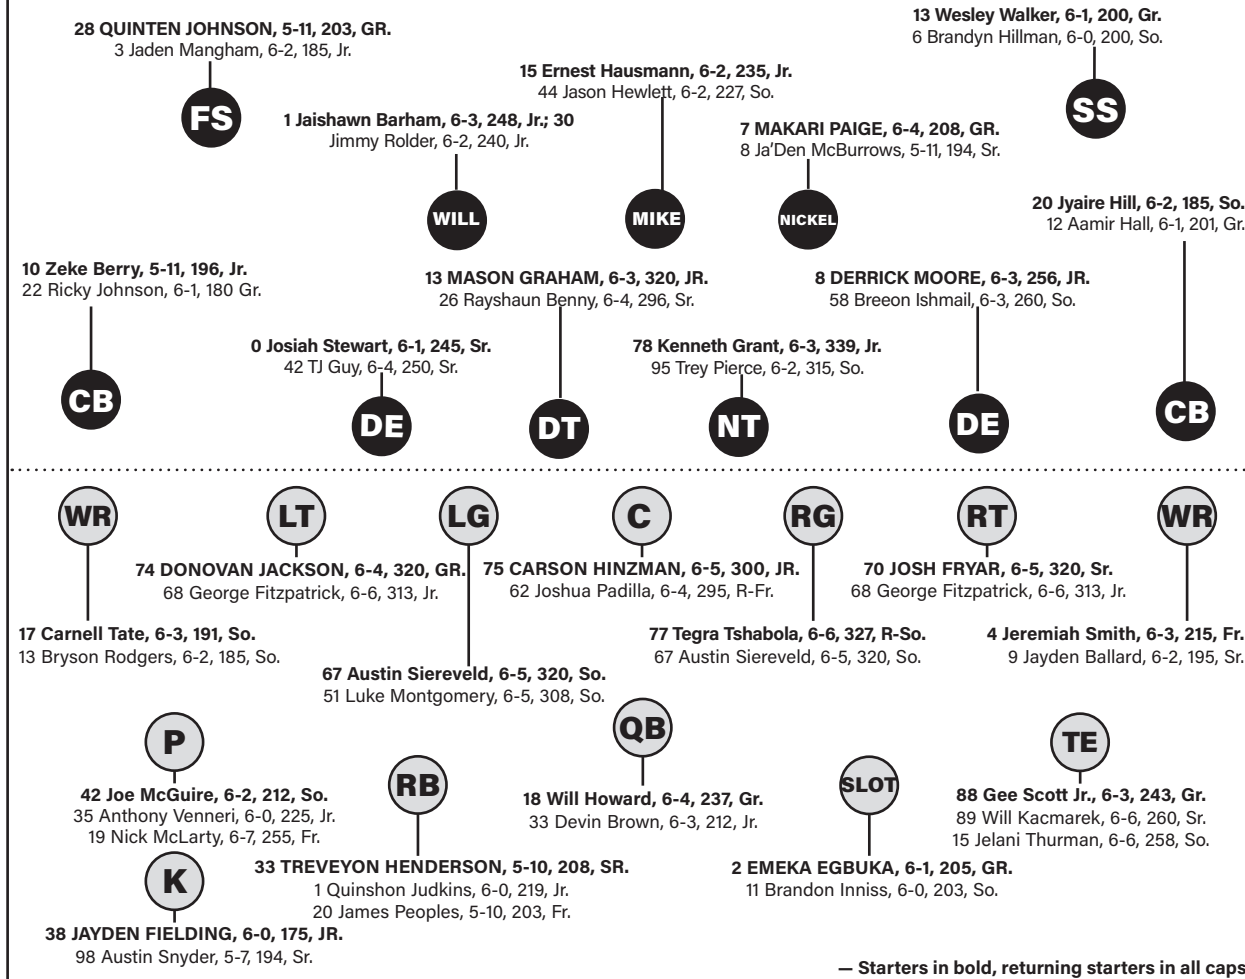 28 QUINTEN JOHNSON, 5-11, 203, GR.
3 Jaden Mangham, 6-2, 185, Jr.
FS
13 Wesley Walker, 6-1, 200, Gr.
6 Brandyn Hillman, 6-0, 200, So.
SS
15 Ernest Hausmann, 6-2, 235, Jr.
44 Jason Hewlett, 6-2, 227, So.
MIKE
1 Jaishawn Barham, 6-3, 248, Jr.; 30
Jimmy Rolder, 6-2, 240, Jr.
WILL
7 MAKARI PAIGE, 6-4, 208, GR.
8 Ja'Den McBurrows, 5-11, 194, Sr.
NICKEL
20 Jyaire Hill, 6-2, 185, So.
12 Aamir Hall, 6-1, 201, Gr.
CB
10 Zeke Berry, 5-11, 196, Jr.
22 Ricky Johnson, 6-1, 180 Gr.
CB
13 MASON GRAHAM, 6-3, 320, JR.
26 Rayshaun Benny, 6-4, 296, Sr.
DT
8 DERRICK MOORE, 6-3, 256, JR.
58 Breeon Ishmail, 6-3, 260, So.
DE
0 Josiah Stewart, 6-1, 245, Sr.
42 TJ Guy, 6-4, 250, Sr.
DE
78 Kenneth Grant, 6-3, 339, Jr.
95 Trey Pierce, 6-2, 315, So.
NT
WR
17 Carnell Tate, 6-3, 191, So.
13 Bryson Rodgers, 6-2, 185, So.
LT
74 DONOVAN JACKSON, 6-4, 320, GR.
68 George Fitzpatrick, 6-6, 313, Jr.
LG
67 Austin Siereveld, 6-5, 320, So.
51 Luke Montgomery, 6-5, 308, So.
C
75 CARSON HINZMAN, 6-5, 300, JR.
62 Joshua Padilla, 6-4, 295, R-Fr.
RG
77 Tegra Tshabola, 6-6, 327, R-So.
67 Austin Siereveld, 6-5, 320, So.
RT
70 JOSH FRYAR, 6-5, 320, Sr.
68 George Fitzpatrick, 6-6, 313, Jr.
WR
4 Jeremiah Smith, 6-3, 215, Fr.
9 Jayden Ballard, 6-2, 195, Sr.
P
42 Joe McGuire, 6-2, 212, So.
35 Anthony Venneri, 6-0, 225, Jr.
19 Nick McLarty, 6-7, 255, Fr.
K
38 JAYDEN FIELDING, 6-0, 175, JR.
98 Austin Snyder, 5-7, 194, Sr.
RB
33 TREVEYON HENDERSON, 5-10, 208, SR.
1 Quinshon Judkins, 6-0, 219, Jr.
20 James Peoples, 5-10, 203, Fr.
QB
18 Will Howard, 6-4, 237, Gr.
33 Devin Brown, 6-3, 212, Jr.
SLOT
2 EMEKA EGBUKA, 6-1, 205, GR.
11 Brandon Inniss, 6-0, 203, So.
TE
88 Gee Scott Jr., 6-3, 243, Gr.
89 Will Kacmarek, 6-6, 260, Sr.
15 Jelani Thurman, 6-6, 258, So.
— Starters in bold, returning starters in all caps